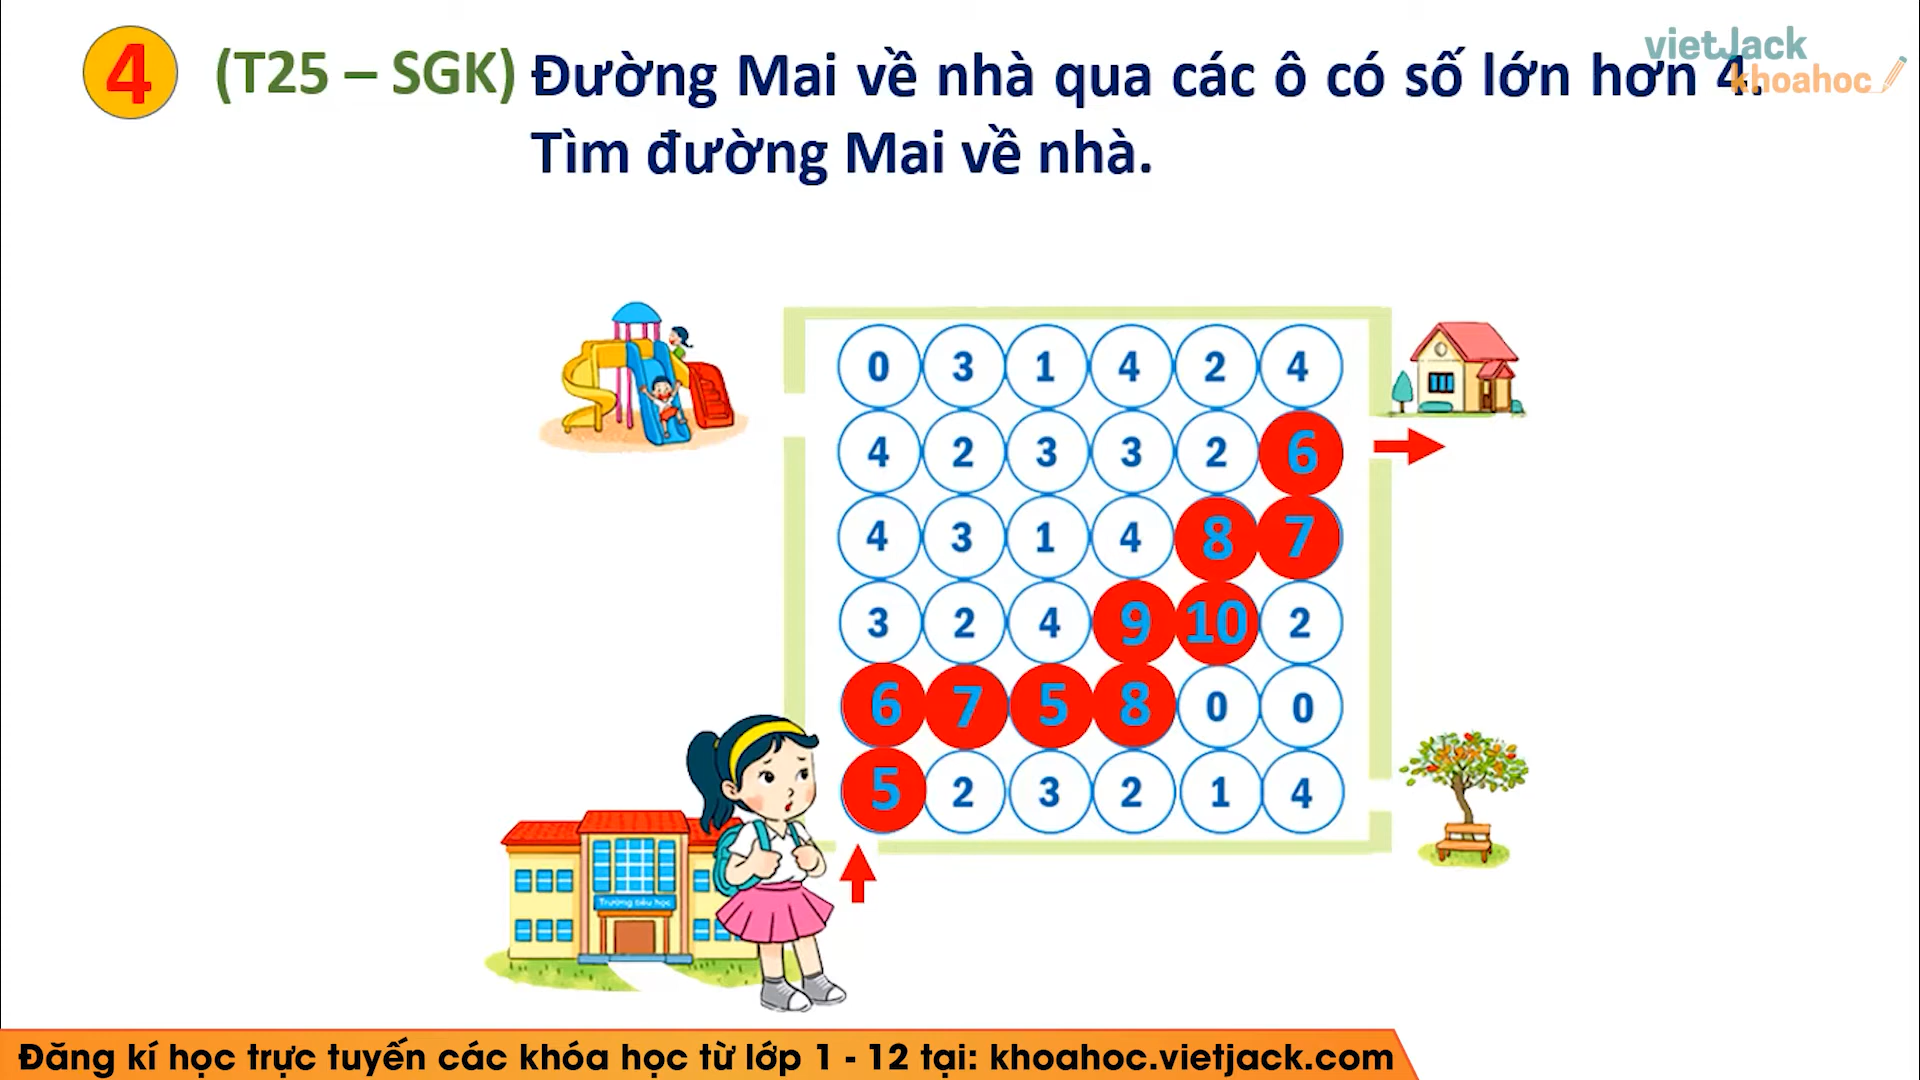 4
(T25 – SGK) Đường Mai về nhà qua các ô có số lớn hơn 4.
Tìm đường Mai về nhà.
vietJack
khoahoc
0 3 1 4 2 4
4 2 3 3 2 6
4 3 1 4 8 7
3 2 4 9 10 2
6 7 5 8 0 0
5 2 3 2 1 4
Trường tiểu học
Đăng kí học trực tuyến các khóa học từ lớp 1 - 12 tại: khoahoc.vietjack.com